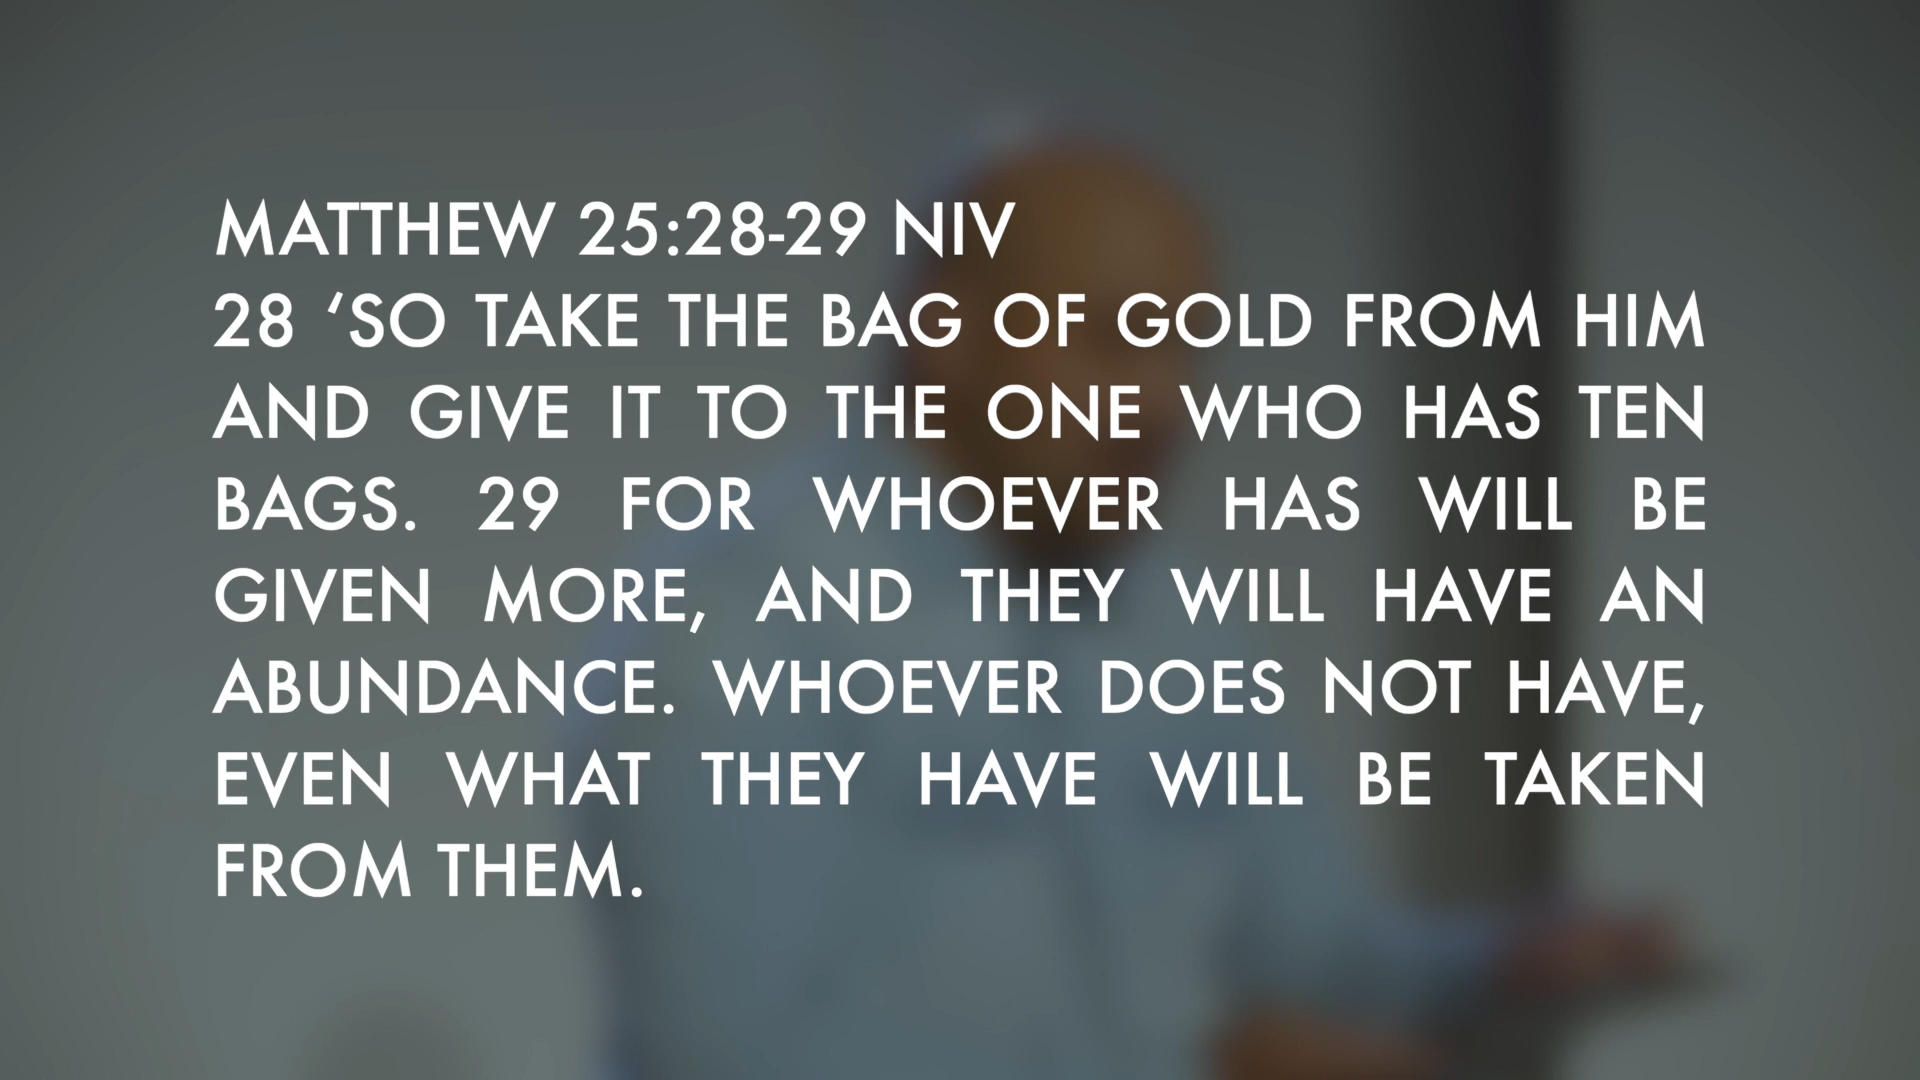 MATTHEW 25:28-29 NIV
28 ‘SO TAKE THE BAG OF GOLD FROM HIM
AND GIVE IT TO THE ONE WHO HAS TEN
BAGS. 29 FOR WHOEVER HAS WILL BE
GIVEN MORE, AND THEY WILL HAVE AN
ABUNDANCE. WHOEVER DOES NOT HAVE,
EVEN WHAT THEY HAVE WILL BE TAKEN
FROM THEM.